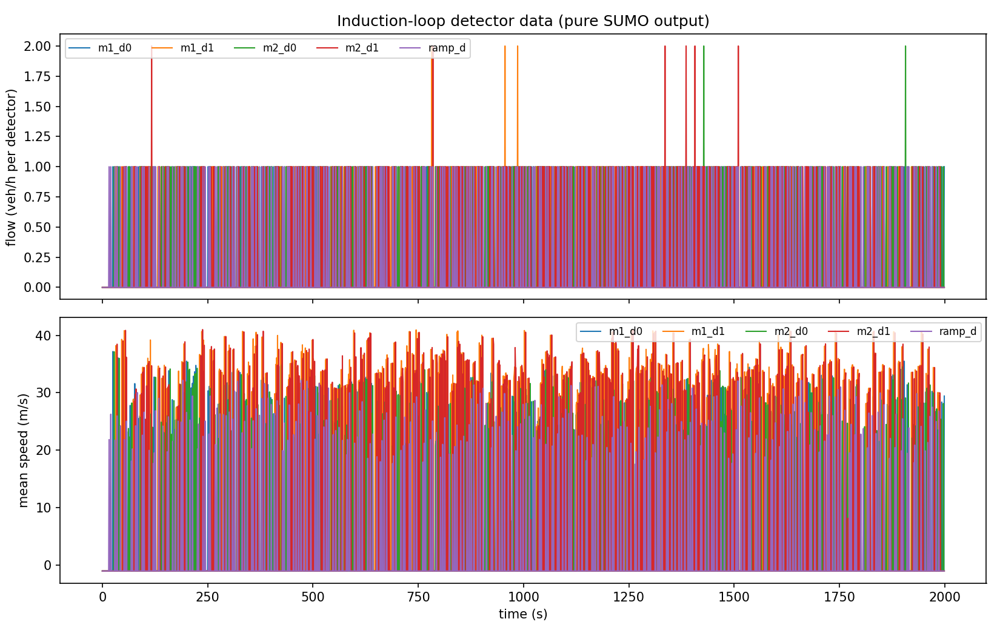 Induction-loop detector data (pure SUMO output)
m1_d0 m1_d1 m2_d0 m2_d1 ramp_d
flow (veh/h per detector)
2.00
1.75
1.50
1.25
1.00
0.75
0.50
0.25
0.00
m1_d0 m1_d1 m2_d0 m2_d1 ramp_d
mean speed (m/s)
40
30
20
10
0
0 250 500 750 1000 1250 1500 1750 2000
time (s)